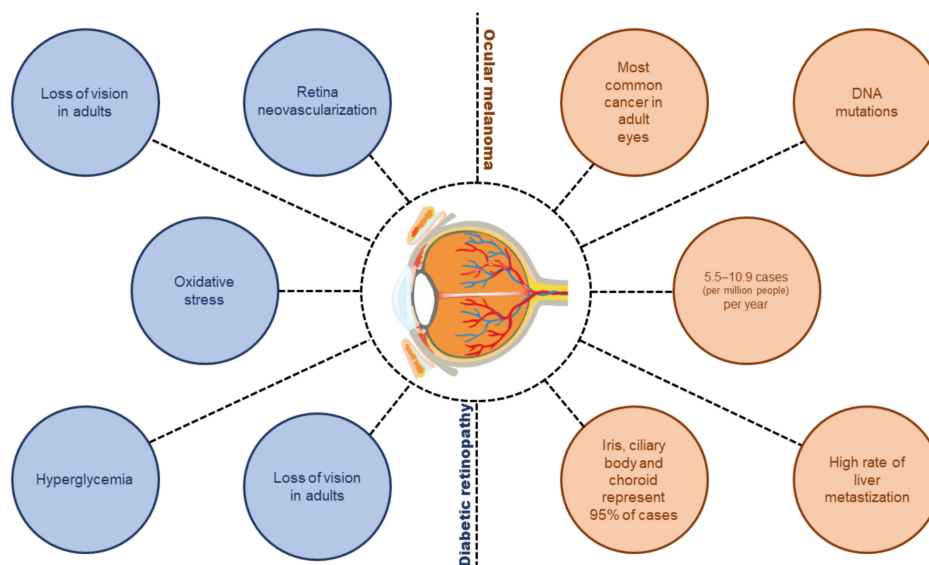 Loss of vision
in adults
Retina
neovascularization
Oxidative
stress
Hyperglycemia
Loss of vision
in adults
Diabetic retinopathy
Ocular melanoma
Most
common
cancer in
adult
eyes
DNA
mutations
5.5–10.9 cases
(per million people)
per year
Iris, ciliary
body and
choroid
represent
95% of cases
High rate of
liver
metastization